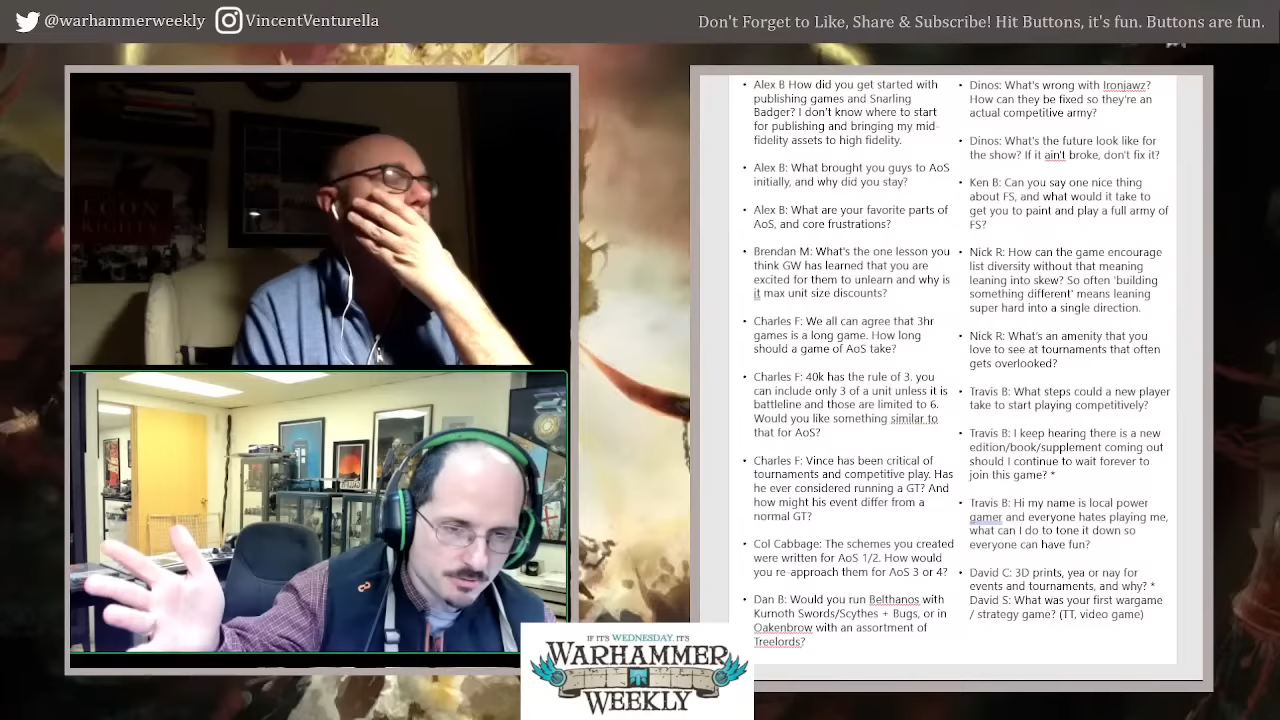 @warhammerweekly VincentVenturella
Don't Forget to Like, Share & Subscribe! Hit Buttons, it's fun. Buttons are fun.
ICON
RIGHTS
• Alex B How did you get started with
publishing games and Snarling
Badger? I don't know where to start
for publishing and bringing my mid-
fidelity assets to high fidelity.
• Alex B: What brought you guys to AoS
initially, and why did you stay?
• Alex B: What are your favorite parts of
AoS, and core frustrations?
• Brendan M: What's the one lesson you
think GW has learned that you are
excited for them to unlearn and why is
it max unit size discounts?
• Charles F: We all can agree that 3hr
games is a long game. How long
should a game of AoS take?
• Charles F: 40k has the rule of 3. you
can include only 3 of a unit unless it is
battleline and those are limited to 6.
Would you like something similar to
that for AoS?
• Charles F: Vince has been critical of
tournaments and competitive play. Has
he ever considered running a GT? And
how might his event differ from a
normal GT?
• Col Cabbage: The schemes you created
were written for AoS 1/2. How would
you re-approach them for AoS 3 or 4?
• Dan B: Would you run Belthanos with
Kurnoth Swords/Scythes + Bugs, or in
Oakenbrow with an assortment of
Treelords?
• Dinos: What's wrong with Ironjawz?
How can they be fixed so they're an
actual competitive army?
• Dinos: What's the future look like for
the show? If it ain't broke, don't fix it?
• Ken B: Can you say one nice thing
about FS, and what would it take to
get you to paint and play a full army of
FS?
• Nick R: How can the game encourage
list diversity without that meaning
leaning into skew? So often 'building
something different' means leaning
super hard into a single direction.
• Nick R: What's an amenity that you
love to see at tournaments that often
gets overlooked?
• Travis B: What steps could a new player
take to start playing competitively?
• Travis B: I keep hearing there is a new
edition/book/supplement coming out
should I continue to wait forever to
join this game? *
• Travis B: Hi my name is local power
gamer and everyone hates playing me,
what can I do to tone it down so
everyone can have fun?
• David C: 3D prints, yea or nay for
events and tournaments, and why? *
David S: What was your first wargame
/ strategy game? (TT, video game)
IF IT'S WEDNESDAY, IT'S
WARHAMMER
WEEKLY